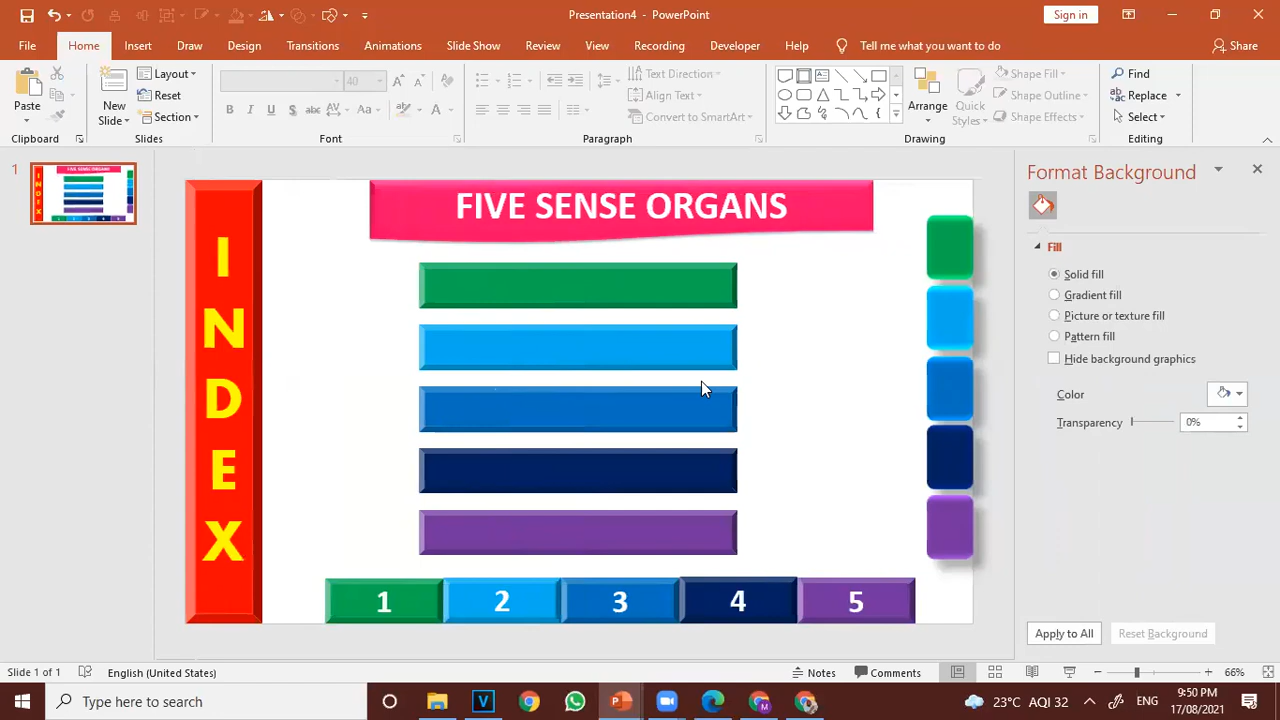 Presentation4 - PowerPoint
Sign in
File Home Insert Draw Design Transitions Animations Slide Show Review View Recording Developer Help Tell me what you want to do Share
Paste
Clipboard
New
Slide
Layout
Reset
Section
Slides
40
B I U S abc AV Aa A
Font
Text Direction
Align Text
Convert to SmartArt
Paragraph
Arrange
Quick
Styles
Shape Fill
Shape Outline
Shape Effects
Drawing
Find
Replace
Select
Editing
1
FIVE SENSE ORGANS
I
N
D
E
X
1 2 3 4 5
Format Background
Fill
Solid fill
Gradient fill
Picture or texture fill
Pattern fill
Hide background graphics
Color
Transparency 0%
Apply to All Reset Background
Slide 1 of 1 English (United States) Notes Comments 66%
Type here to search
23°C AQI 32
ENG
9:50 PM
17/08/2021